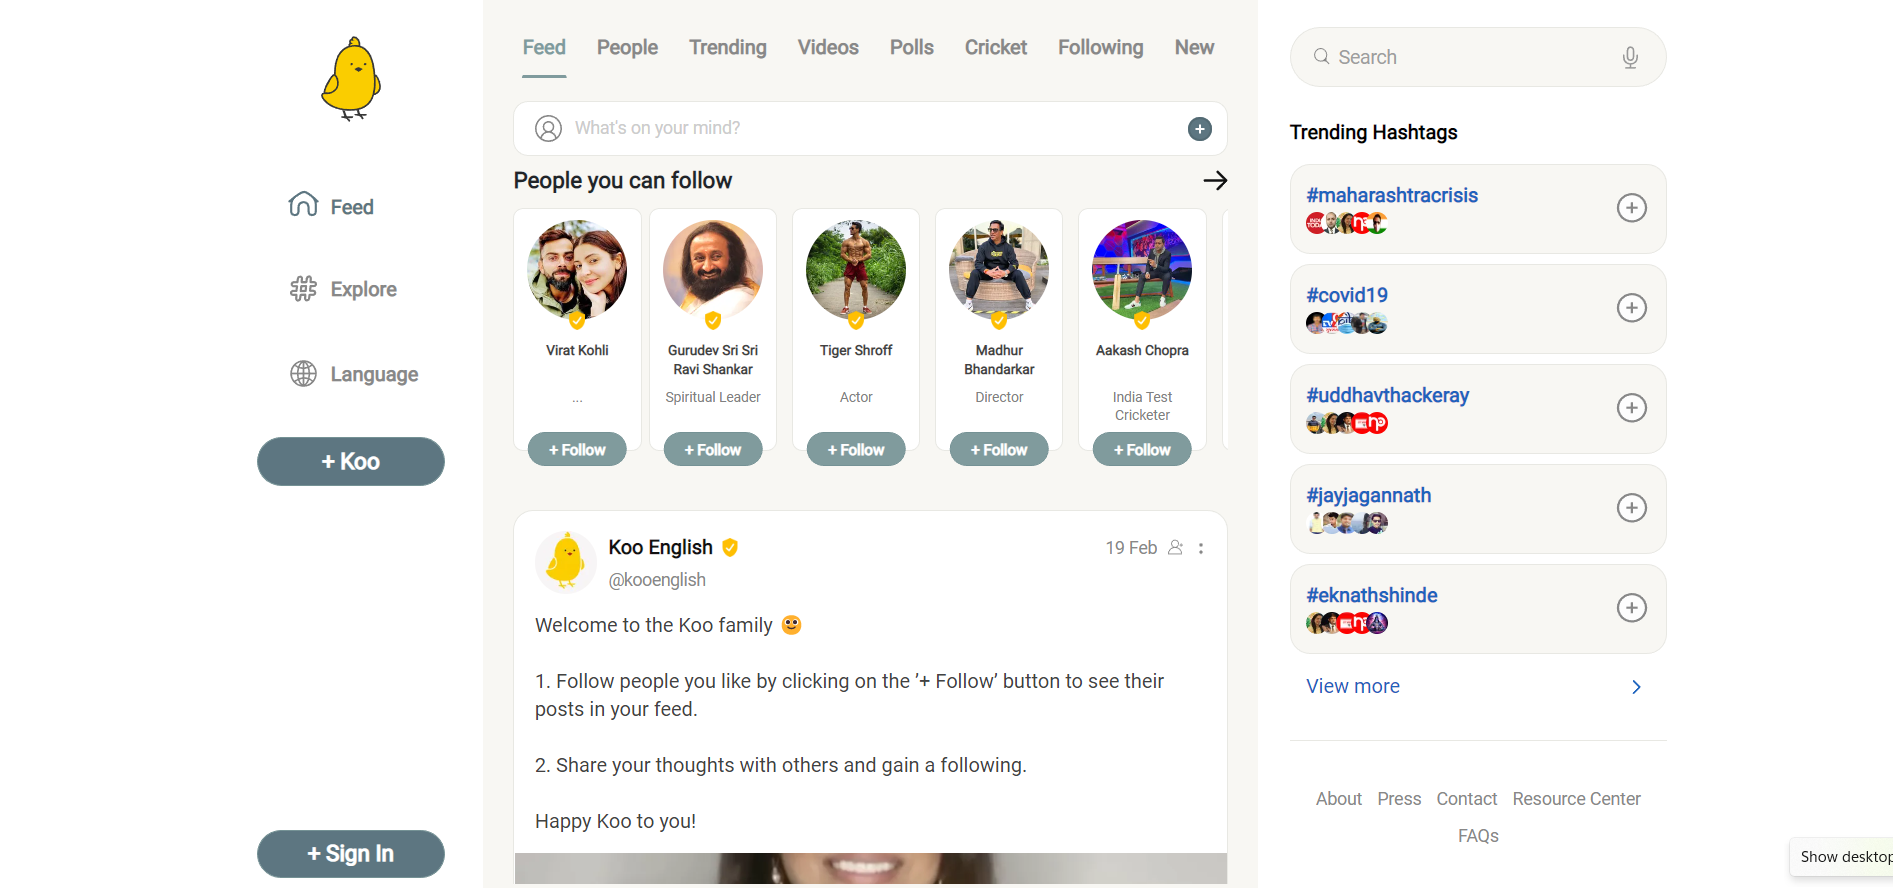 Feed
Explore
Language
+ Koo
+ Sign In
Feed People Trending Videos Polls Cricket Following New
What's on your mind?
People you can follow
Virat Kohli
...
+ Follow
Gurudev Sri Sri
Ravi Shankar
Spiritual Leader
+ Follow
Tiger Shroff
Actor
+ Follow
Madhur
Bhandarkar
Director
+ Follow
Aakash Chopra
India Test
Cricketer
+ Follow
Koo English
19 Feb
@kooenglish
Welcome to the Koo family
1. Follow people you like by clicking on the ’+ Follow’ button to see their
posts in your feed.
2. Share your thoughts with others and gain a following.
Happy Koo to you!
Search
Trending Hashtags
#maharashtracrisis
#covid19
#uddhavthackeray
#jayjagannath
#eknathshinde
View more
About Press Contact Resource Center
FAQs
Show desktop